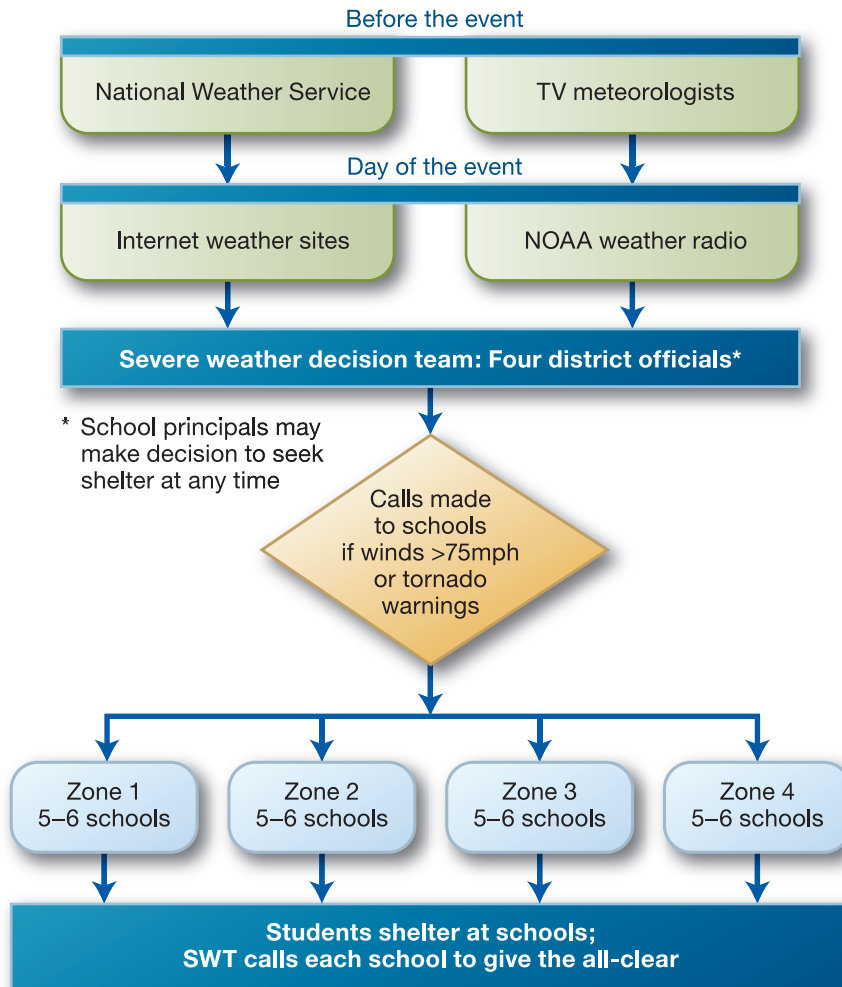 Before the event
National Weather Service
TV meteorologists
Day of the event
Internet weather sites
NOAA weather radio
Severe weather decision team: Four district officials*
* School principals may
make decision to seek
shelter at any time
Calls made
to schools
if winds >75mph
or tornado
warnings
Zone 1
5–6 schools
Zone 2
5–6 schools
Zone 3
5–6 schools
Zone 4
5–6 schools
Students shelter at schools;
SWT calls each school to give the all-clear